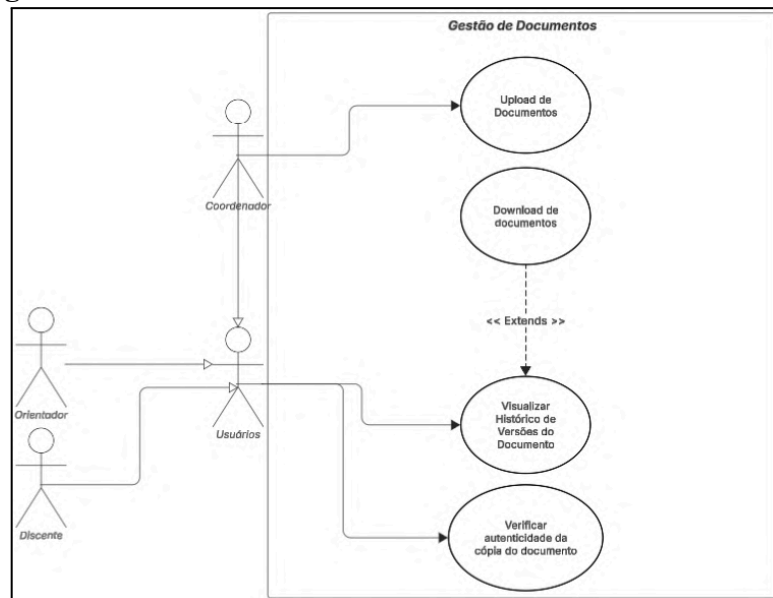 Gestão de Documentos
Upload de
Documentos
Coordenador
Download de
documentos
<< Extends >>
Orientador
Usuários
Visualizar
Histórico de
Versões do
Documento
Discente
Verificar
autenticidade da
cópia do documento